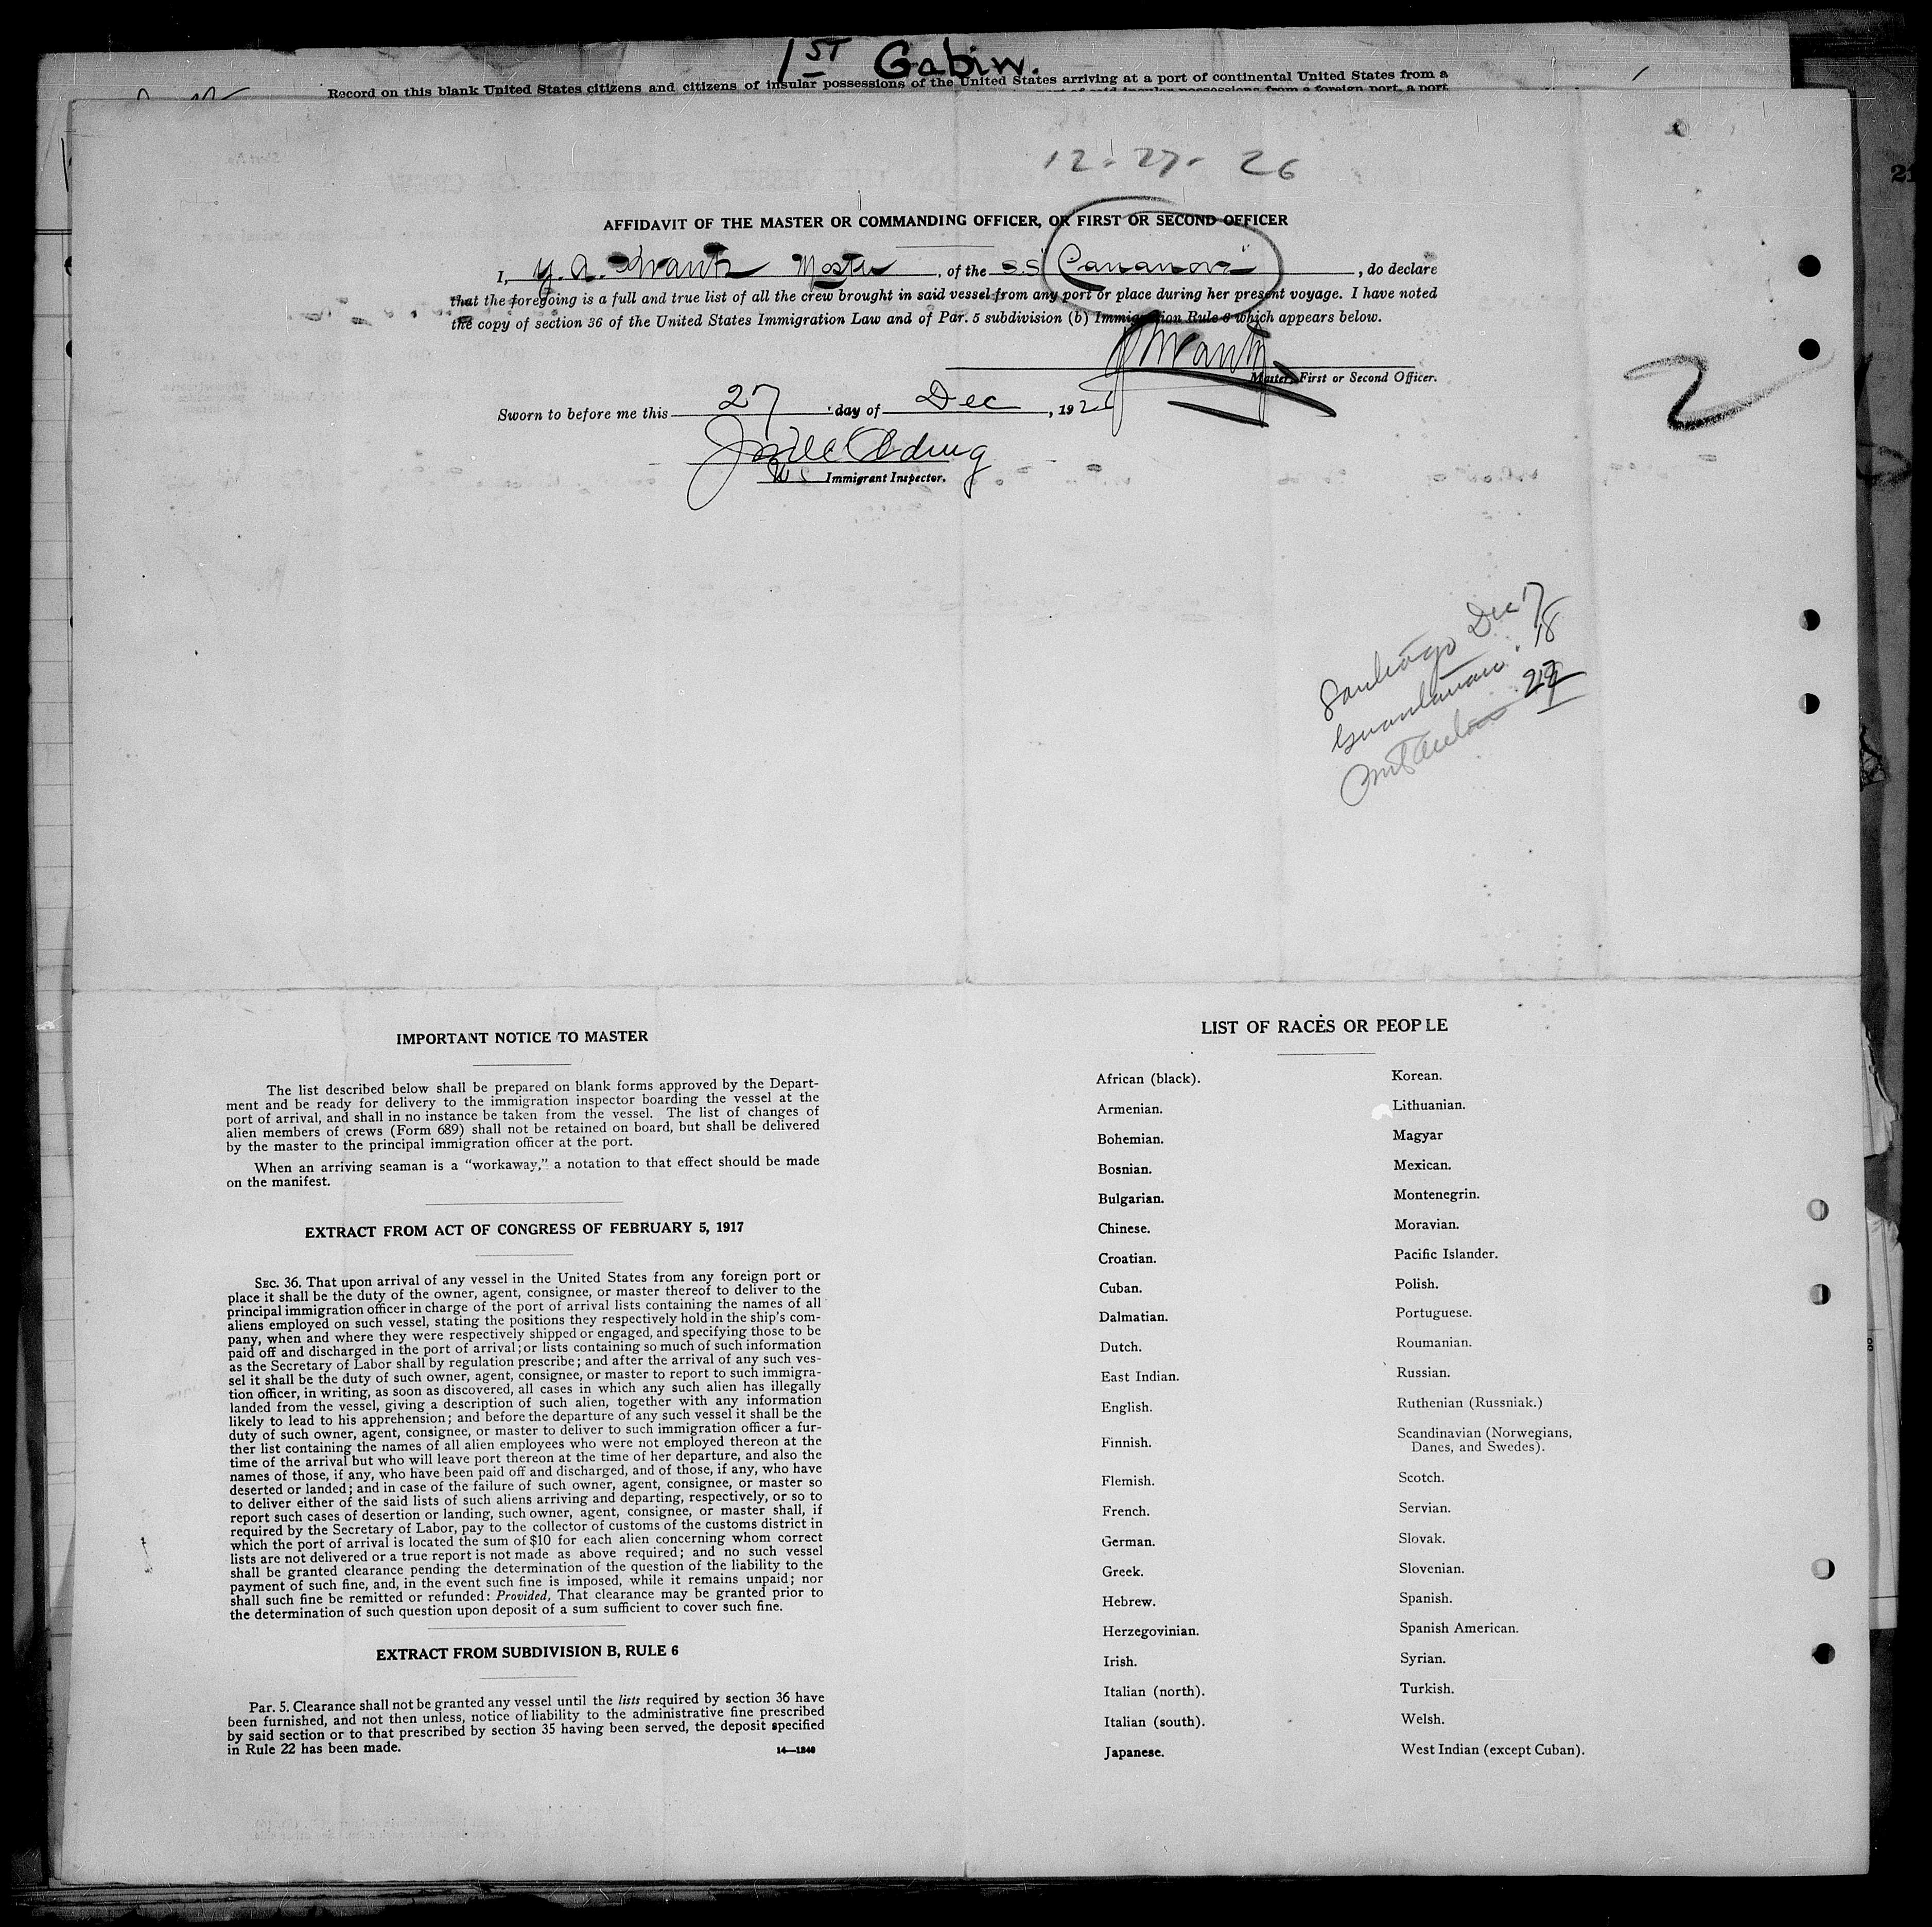 1ST Gabin.
Record on this blank United States citizens and citizens of insular possessions of the United States arriving at a port of continental United States from a
12-27-26
AFFIDAVIT OF THE MASTER OR COMMANDING OFFICER, OR FIRST OR SECOND OFFICER
I, Master, of the S.S. "Cananova", do declare
that the foregoing is a full and true list of all the crew brought in said vessel from any port or place during her present voyage. I have noted
the copy of section 36 of the United States Immigration Law and of Par. 5 subdivision (b) Immigration Rule 6 which appears below.
Master, First or Second Officer.
2
Sworn to before me this 27 day of Dec, 1926
Immigrant Inspector.
Santiago Dec 7
Guantanamo " 18
IMPORTANT NOTICE TO MASTER
The list described below shall be prepared on blank forms approved by the Depart-
ment and be ready for delivery to the immigration inspector boarding the vessel at the
port of arrival, and shall in no instance be taken from the vessel. The list of changes of
alien members of crews (Form 689) shall not be retained on board, but shall be delivered
by the master to the principal immigration officer at the port.
When an arriving seaman is a "workaway," a notation to that effect should be made
on the manifest.
EXTRACT FROM ACT OF CONGRESS OF FEBRUARY 5, 1917
SEC. 36. That upon arrival of any vessel in the United States from any foreign port or
place it shall be the duty of the owner, agent, consignee, or master thereof to deliver to the
principal immigration officer in charge of the port of arrival lists containing the names of all
aliens employed on such vessel, stating the positions they respectively hold in the ship's com-
pany, when and where they were respectively shipped or engaged, and specifying those to be
paid off and discharged in the port of arrival; or lists containing so much of such information
as the Secretary of Labor shall by regulation prescribe; and after the arrival of any such ves-
sel it shall be the duty of such owner, agent, consignee, or master to report to such immigra-
tion officer, in writing, as soon as discovered, all cases in which any such alien has illegally
landed from the vessel, giving a description of such alien, together with any information
likely to lead to his apprehension; and before the departure of any such vessel it shall be the
duty of such owner, agent, consignee, or master to deliver to such immigration officer a fur-
ther list containing the names of all alien employees who were not employed thereon at the
time of the arrival but who will leave port thereon at the time of her departure, and also the
names of those, if any, who have been paid off and discharged, and of those, if any, who have
deserted or landed; and in case of the failure of such owner, agent, consignee, or master so
to deliver either of the said lists of such aliens arriving and departing, respectively, or so to
report such cases of desertion or landing, such owner, agent, consignee, or master shall, if
required by the Secretary of Labor, pay to the collector of customs of the customs district in
which the port of arrival is located the sum of $10 for each alien concerning whom correct
lists are not delivered or a true report is not made as above required; and no such vessel
shall be granted clearance pending the determination of the question of the liability to the
payment of such fine, and, in the event such fine is imposed, while it remains unpaid; nor
shall such fine be remitted or refunded: Provided, That clearance may be granted prior to
the determination of such question upon deposit of a sum sufficient to cover such fine.
EXTRACT FROM SUBDIVISION B, RULE 6
Par. 5. Clearance shall not be granted any vessel until the lists required by section 36 have
been furnished, and not then unless, notice of liability to the administrative fine prescribed
by said section or to that prescribed by section 35 having been served, the deposit specified
in Rule 22 has been made.
14—1240
LIST OF RACES OR PEOPLE
African (black).
Armenian.
Bohemian.
Bosnian.
Bulgarian.
Chinese.
Croatian.
Cuban.
Dalmatian.
Dutch.
East Indian.
English.
Finnish.
Flemish.
French.
German.
Greek.
Hebrew.
Herzegovinian.
Irish.
Italian (north).
Italian (south).
Japanese.
Korean.
Lithuanian.
Magyar
Mexican.
Montenegrin.
Moravian.
Pacific Islander.
Polish.
Portuguese.
Roumanian.
Russian.
Ruthenian (Russniak.)
Scandinavian (Norwegians,
Danes, and Swedes).
Scotch.
Servian.
Slovak.
Slovenian.
Spanish.
Spanish American.
Syrian.
Turkish.
Welsh.
West Indian (except Cuban).